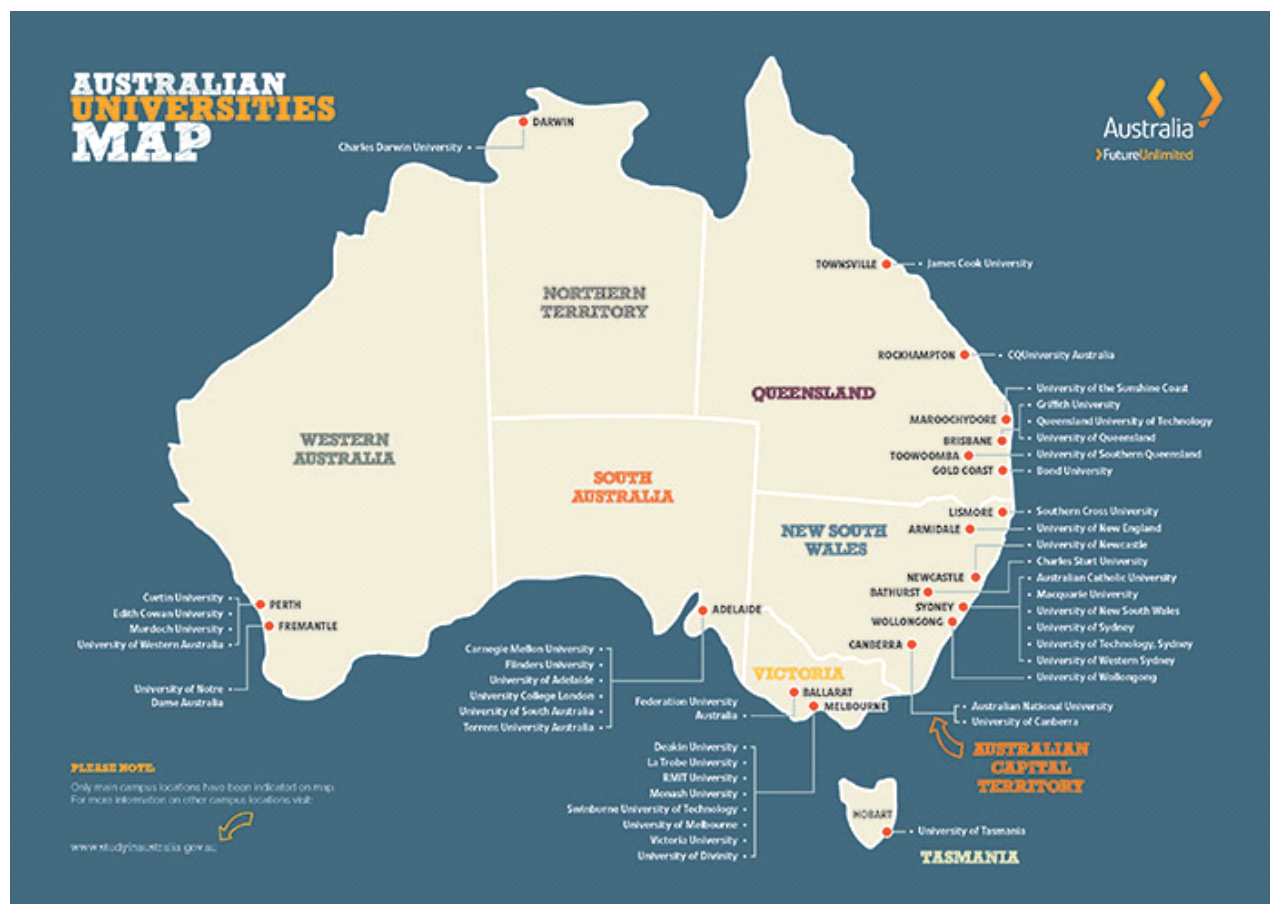 AUSTRALIAN
UNIVERSITIES
MAP
Australia
FutureUnlimited
DARWIN
Charles Darwin University
TOWNSVILLE
James Cook University
NORTHERN
TERRITORY
ROCKHAMPTON
CQUniversity Australia
QUEENSLAND
University of the Sunshine Coast
Griffith University
MAROOCHYDORE
Queensland University of Technology
BRISBANE
University of Queensland
WESTERN
AUSTRALIA
TOOWOOMBA
University of Southern Queensland
GOLD COAST
Bond University
SOUTH
AUSTRALIA
LISMORE
Southern Cross University
NEW SOUTH
WALES
ARMIDALE
University of New England
University of Newcastle
Charles Sturt University
NEWCASTLE
Australian Catholic University
BATHURST
Macquarie University
SYDNEY
University of New South Wales
WOLLONGONG
University of Sydney
CANBERRA
University of Technology, Sydney
University of Western Sydney
University of Wollongong
Curtin University
PERTH
Edith Cowan University
Murdoch University
FREMANTLE
University of Western Australia
University of Notre
Dame Australia
ADELAIDE
Carnegie Mellon University
Flinders University
University of Adelaide
University College London
University of South Australia
Torrens University Australia
VICTORIA
BALLARAT
MELBOURNE
Federation University
Australia
Australian National University
University of Canberra
AUSTRALIAN
CAPITAL
TERRITORY
Deakin University
La Trobe University
RMIT University
Monash University
Swinburne University of Technology
University of Melbourne
Victoria University
University of Divinity
HOBART
University of Tasmania
TASMANIA
PLEASE NOTE:
Only main campus locations have been indicated on map.
For more information on other campus locations visit:
www.studyinaustralia.gov.au